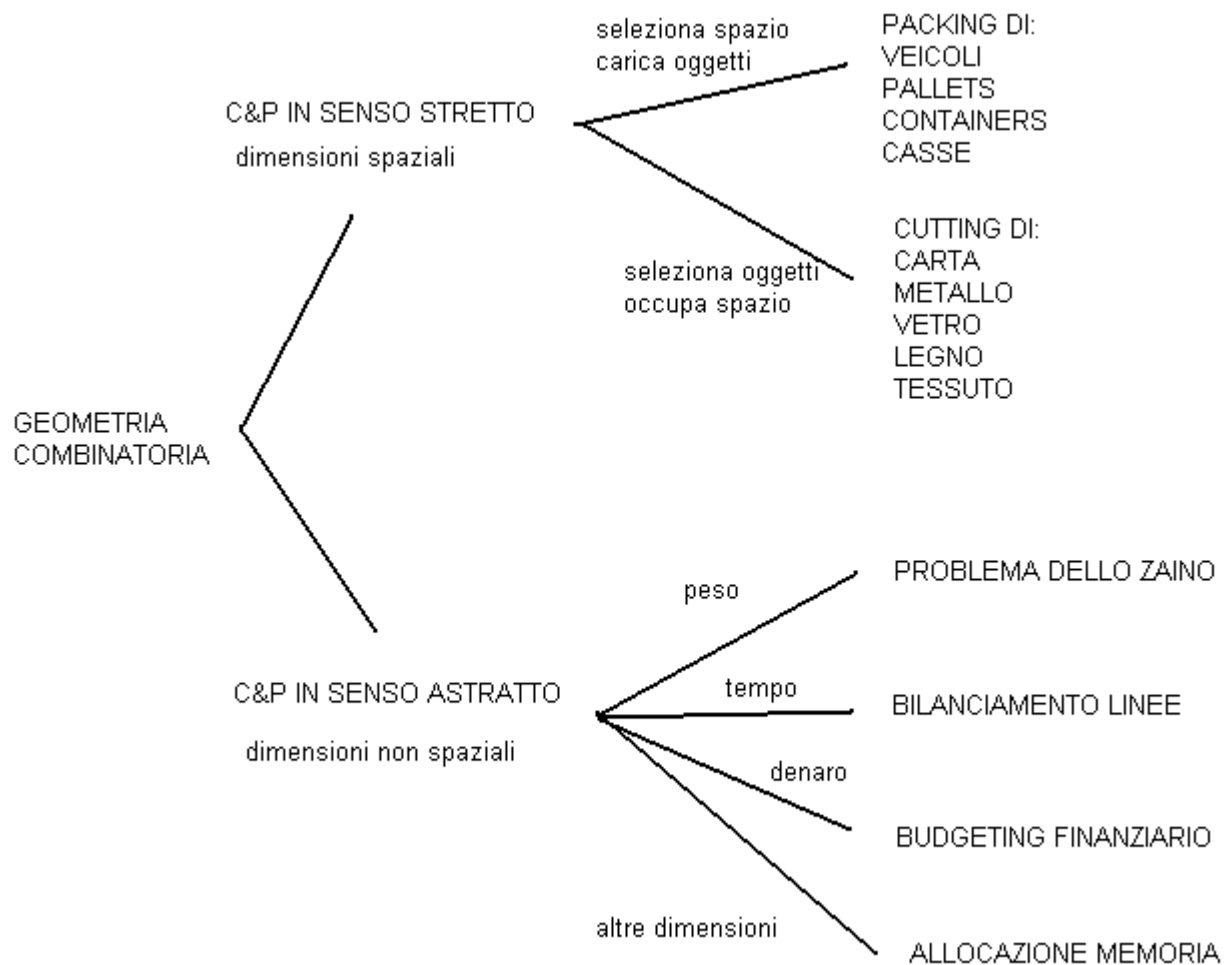 GEOMETRIA
COMBINATORIA
C&P IN SENSO STRETTO
dimensioni spaziali
seleziona spazio
carica oggetti
PACKING DI:
VEICOLI
PALLETS
CONTAINERS
CASSE
seleziona oggetti
occupa spazio
CUTTING DI:
CARTA
METALLO
VETRO
LEGNO
TESSUTO
C&P IN SENSO ASTRATTO
dimensioni non spaziali
peso
PROBLEMA DELLO ZAINO
tempo
BILANCIAMENTO LINEE
denaro
BUDGETING FINANZIARIO
altre dimensioni
ALLOCAZIONE MEMORIA